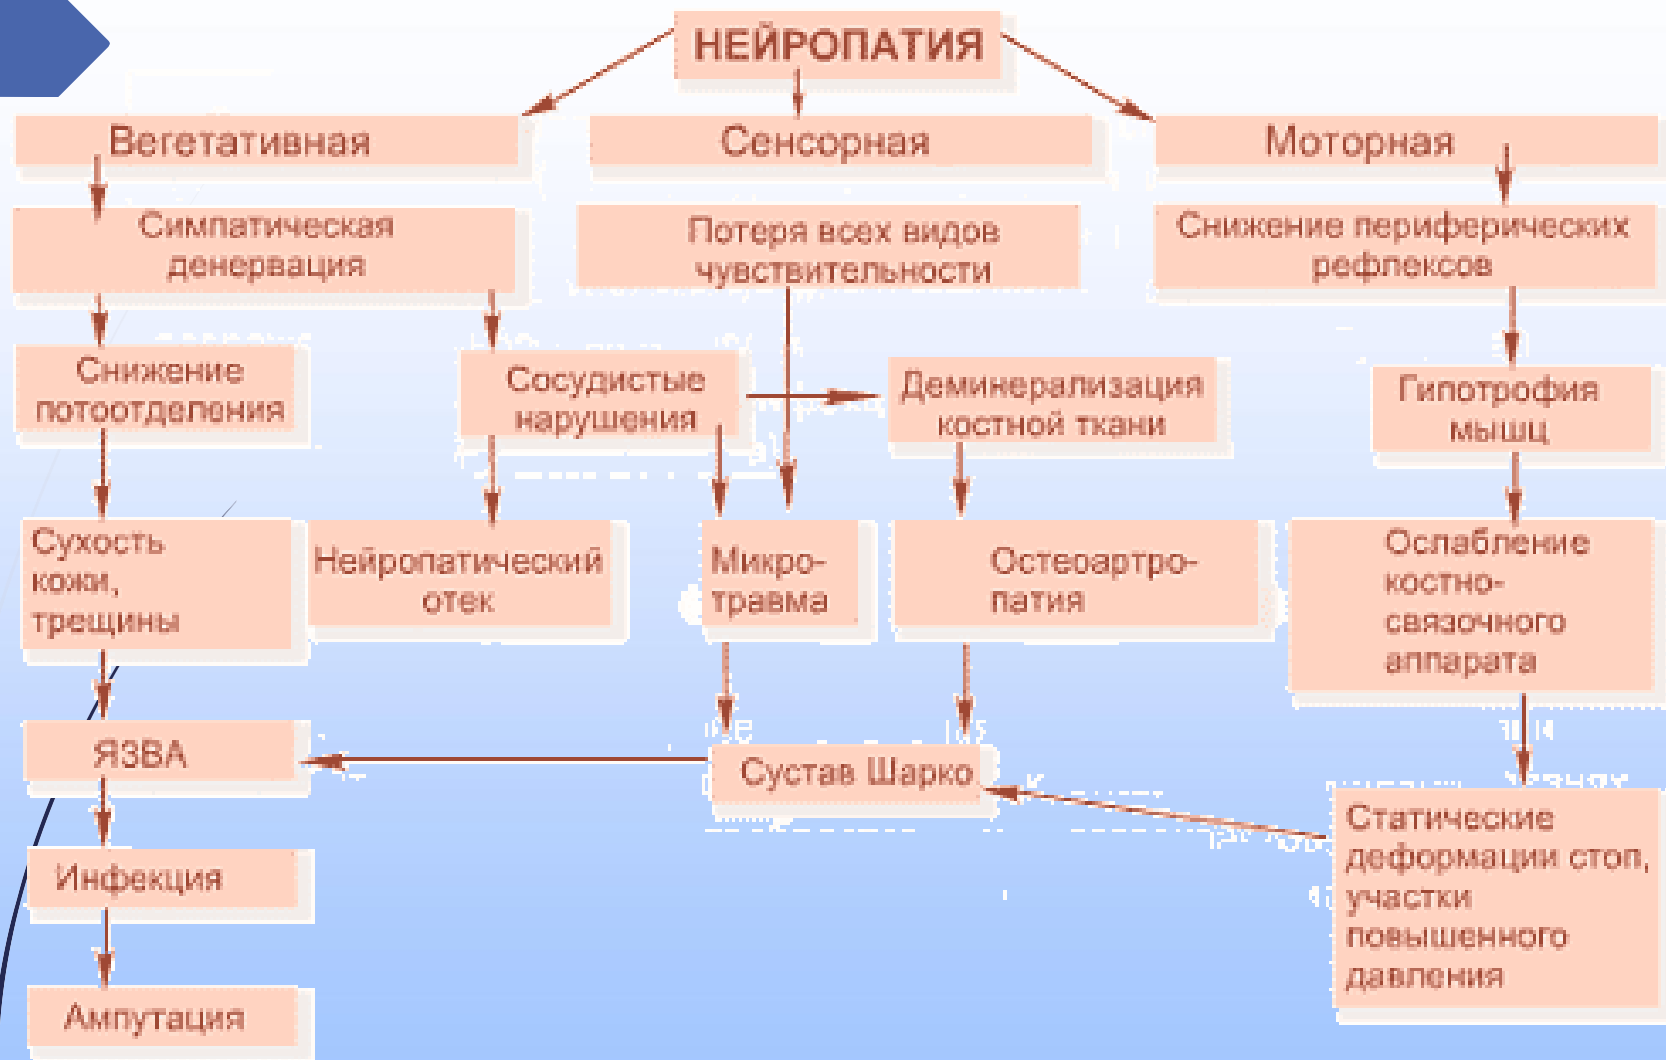 НЕЙРОПАТИЯ
Вегетативная
Сенсорная
Моторная
Симпатическая
денервация
Потеря всех видов
чувствительности
Снижение периферических
рефлексов
Снижение
потоотделения
Сосудистые
нарушения
Деминерализация
костной ткани
Гипотрофия
мышц
Сухость
кожи,
трещины
Нейропатический
отек
Микро-
травма
Остеоартро-
патия
Ослабление
костно-
связочного
аппарата
ЯЗВА
Сустав Шарко
Статические
деформации стоп,
участки
повышенного
давления
Инфекция
Ампутация